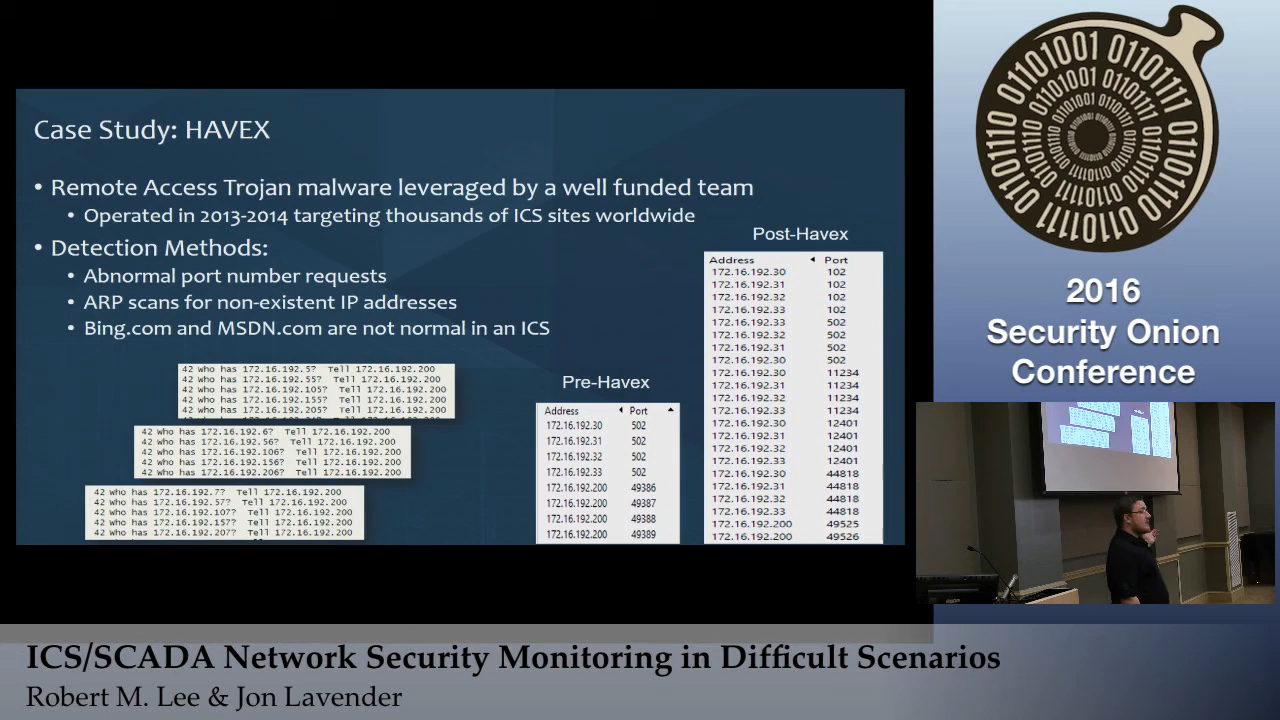 Case Study: HAVEX
• Remote Access Trojan malware leveraged by a well funded team
• Operated in 2013-2014 targeting thousands of ICS sites worldwide
• Detection Methods:
• Abnormal port number requests
• ARP scans for non-existent IP addresses
• Bing.com and MSDN.com are not normal in an ICS
42 Who has 172.16.192.5? Tell 172.16.192.200
42 Who has 172.16.192.55? Tell 172.16.192.200
42 Who has 172.16.192.105? Tell 172.16.192.200
42 Who has 172.16.192.155? Tell 172.16.192.200
42 Who has 172.16.192.205? Tell 172.16.192.200
42 Who has 172.16.192.6? Tell 172.16.192.200
42 Who has 172.16.192.56? Tell 172.16.192.200
42 Who has 172.16.192.106? Tell 172.16.192.200
42 Who has 172.16.192.156? Tell 172.16.192.200
42 Who has 172.16.192.206? Tell 172.16.192.200
42 Who has 172.16.192.7? Tell 172.16.192.200
42 Who has 172.16.192.57? Tell 172.16.192.200
42 Who has 172.16.192.107? Tell 172.16.192.200
42 Who has 172.16.192.157? Tell 172.16.192.200
42 Who has 172.16.192.207? Tell 172.16.192.200
Pre-Havex
Address Port
172.16.192.30 502
172.16.192.31 502
172.16.192.32 502
172.16.192.33 502
172.16.192.200 49386
172.16.192.200 49387
172.16.192.200 49388
172.16.192.200 49389
Post-Havex
Address Port
172.16.192.30 102
172.16.192.31 102
172.16.192.32 102
172.16.192.33 102
172.16.192.33 502
172.16.192.32 502
172.16.192.31 502
172.16.192.30 502
172.16.192.30 11234
172.16.192.31 11234
172.16.192.32 11234
172.16.192.33 11234
172.16.192.30 12401
172.16.192.31 12401
172.16.192.32 12401
172.16.192.33 12401
172.16.192.30 44818
172.16.192.31 44818
172.16.192.32 44818
172.16.192.33 44818
172.16.192.200 49525
172.16.192.200 49526
2016
Security Onion
Conference
ICS/SCADA Network Security Monitoring in Difficult Scenarios
Robert M. Lee & Jon Lavender